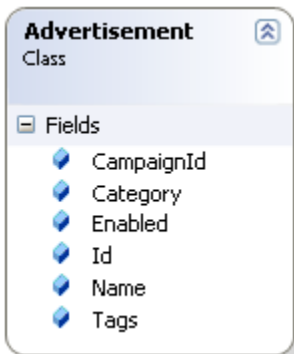 Advertisement
Class
Fields
CampaignId
Category
Enabled
Id
Name
Tags